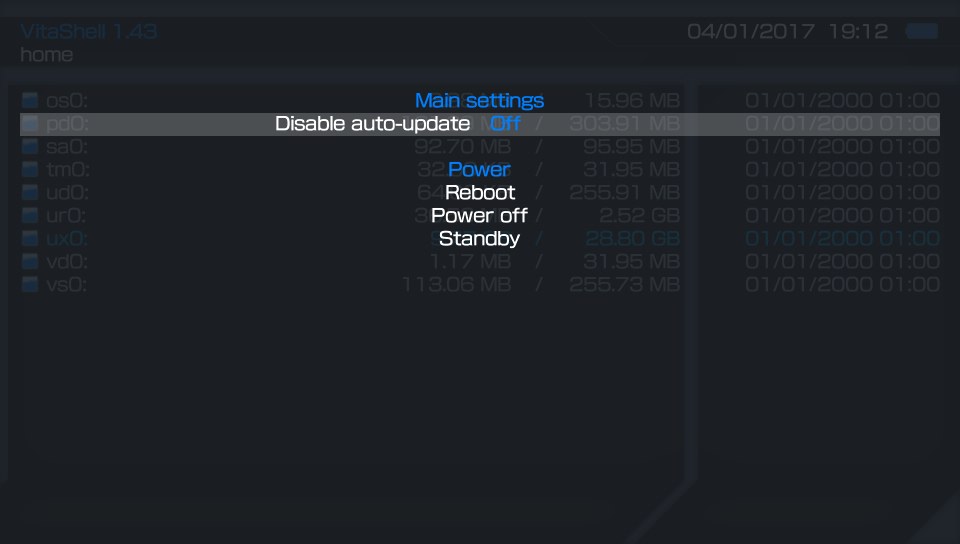 VitaShell 1.43 04/01/2017 19:12
home
Main settings
os0: / 15.96 MB 01/01/2000 01:00
Disable auto-update Off
pd0: / 303.91 MB 01/01/2000 01:00
sa0: 92.70 MB / 95.95 MB 01/01/2000 01:00
Power
tm0: / 31.95 MB 01/01/2000 01:00
Reboot
ud0: / 255.91 MB 01/01/2000 01:00
Power off
ur0: / 2.52 GB 01/01/2000 01:00
Standby
ux0: / 28.80 GB 01/01/2000 01:00
vd0: 1.17 MB / 31.95 MB 01/01/2000 01:00
vs0: 113.06 MB / 255.73 MB 01/01/2000 01:00